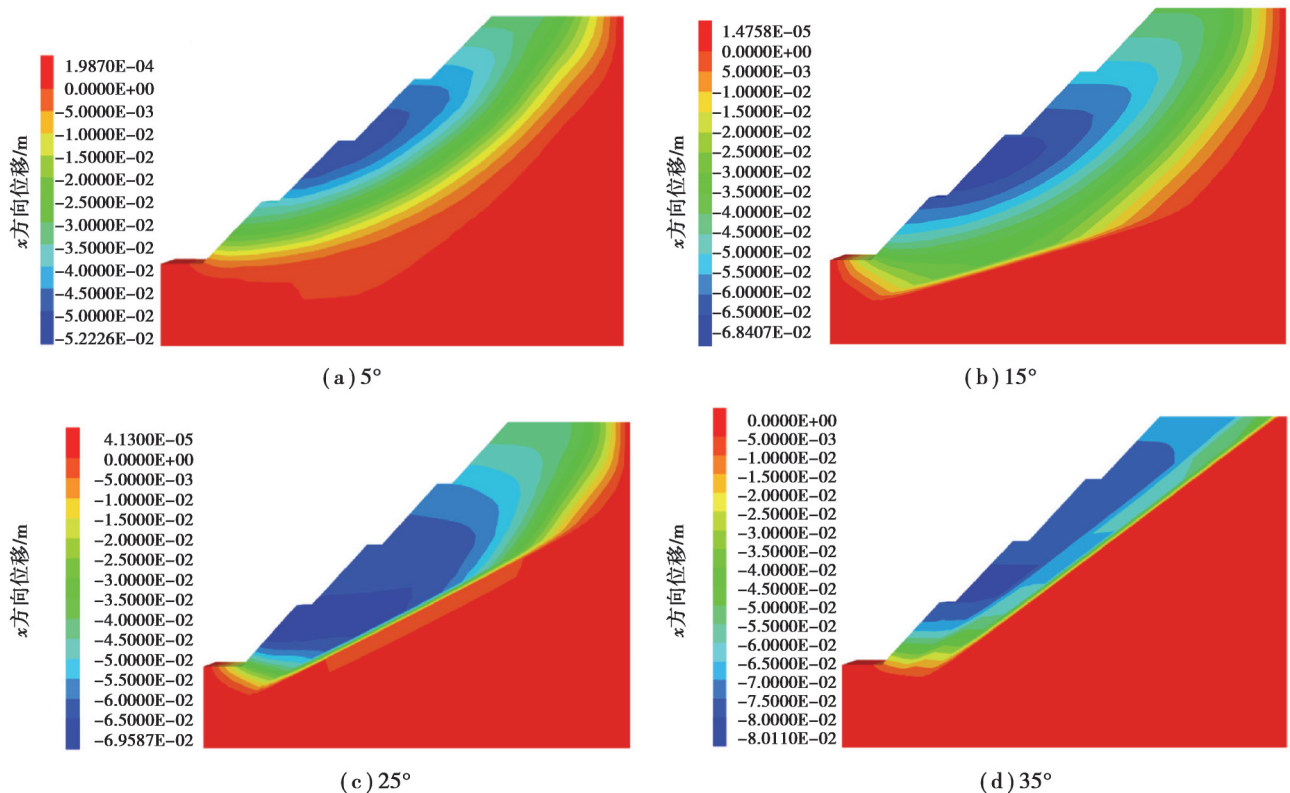 x方向位移/m
1.9870E-04
0.0000E+00
-5.0000E-03
-1.0000E-02
-1.5000E-02
-2.0000E-02
-2.5000E-02
-3.0000E-02
-3.5000E-02
-4.0000E-02
-4.5000E-02
-5.0000E-02
-5.2226E-02
(a)5°
x方向位移/m
1.4758E-05
0.0000E+00
5.0000E-03
-1.0000E-02
-1.5000E-02
-2.0000E-02
-2.5000E-02
-3.0000E-02
-3.5000E-02
-4.0000E-02
-4.5000E-02
-5.0000E-02
-5.5000E-02
-6.0000E-02
-6.5000E-02
-6.8407E-02
(b)15°
x方向位移/m
4.1300E-05
0.0000E+00
-5.0000E-03
-1.0000E-02
-1.5000E-02
-2.0000E-02
-2.5000E-02
-3.0000E-02
-3.5000E-02
-4.0000E-02
-4.5000E-02
-5.0000E-02
-5.5000E-02
-6.0000E-02
-6.5000E-02
-6.9587E-02
(c)25°
x方向位移/m
0.0000E+00
-5.0000E-03
-1.0000E-02
-1.5000E-02
-2.0000E-02
-3.0000E-02
-3.5000E-02
-4.0000E-02
-4.5000E-02
-5.0000E-02
-5.5000E-02
-6.0000E-02
-6.5000E-02
-7.0000E-02
-7.5000E-02
-8.0000E-02
-8.0110E-02
(d)35°